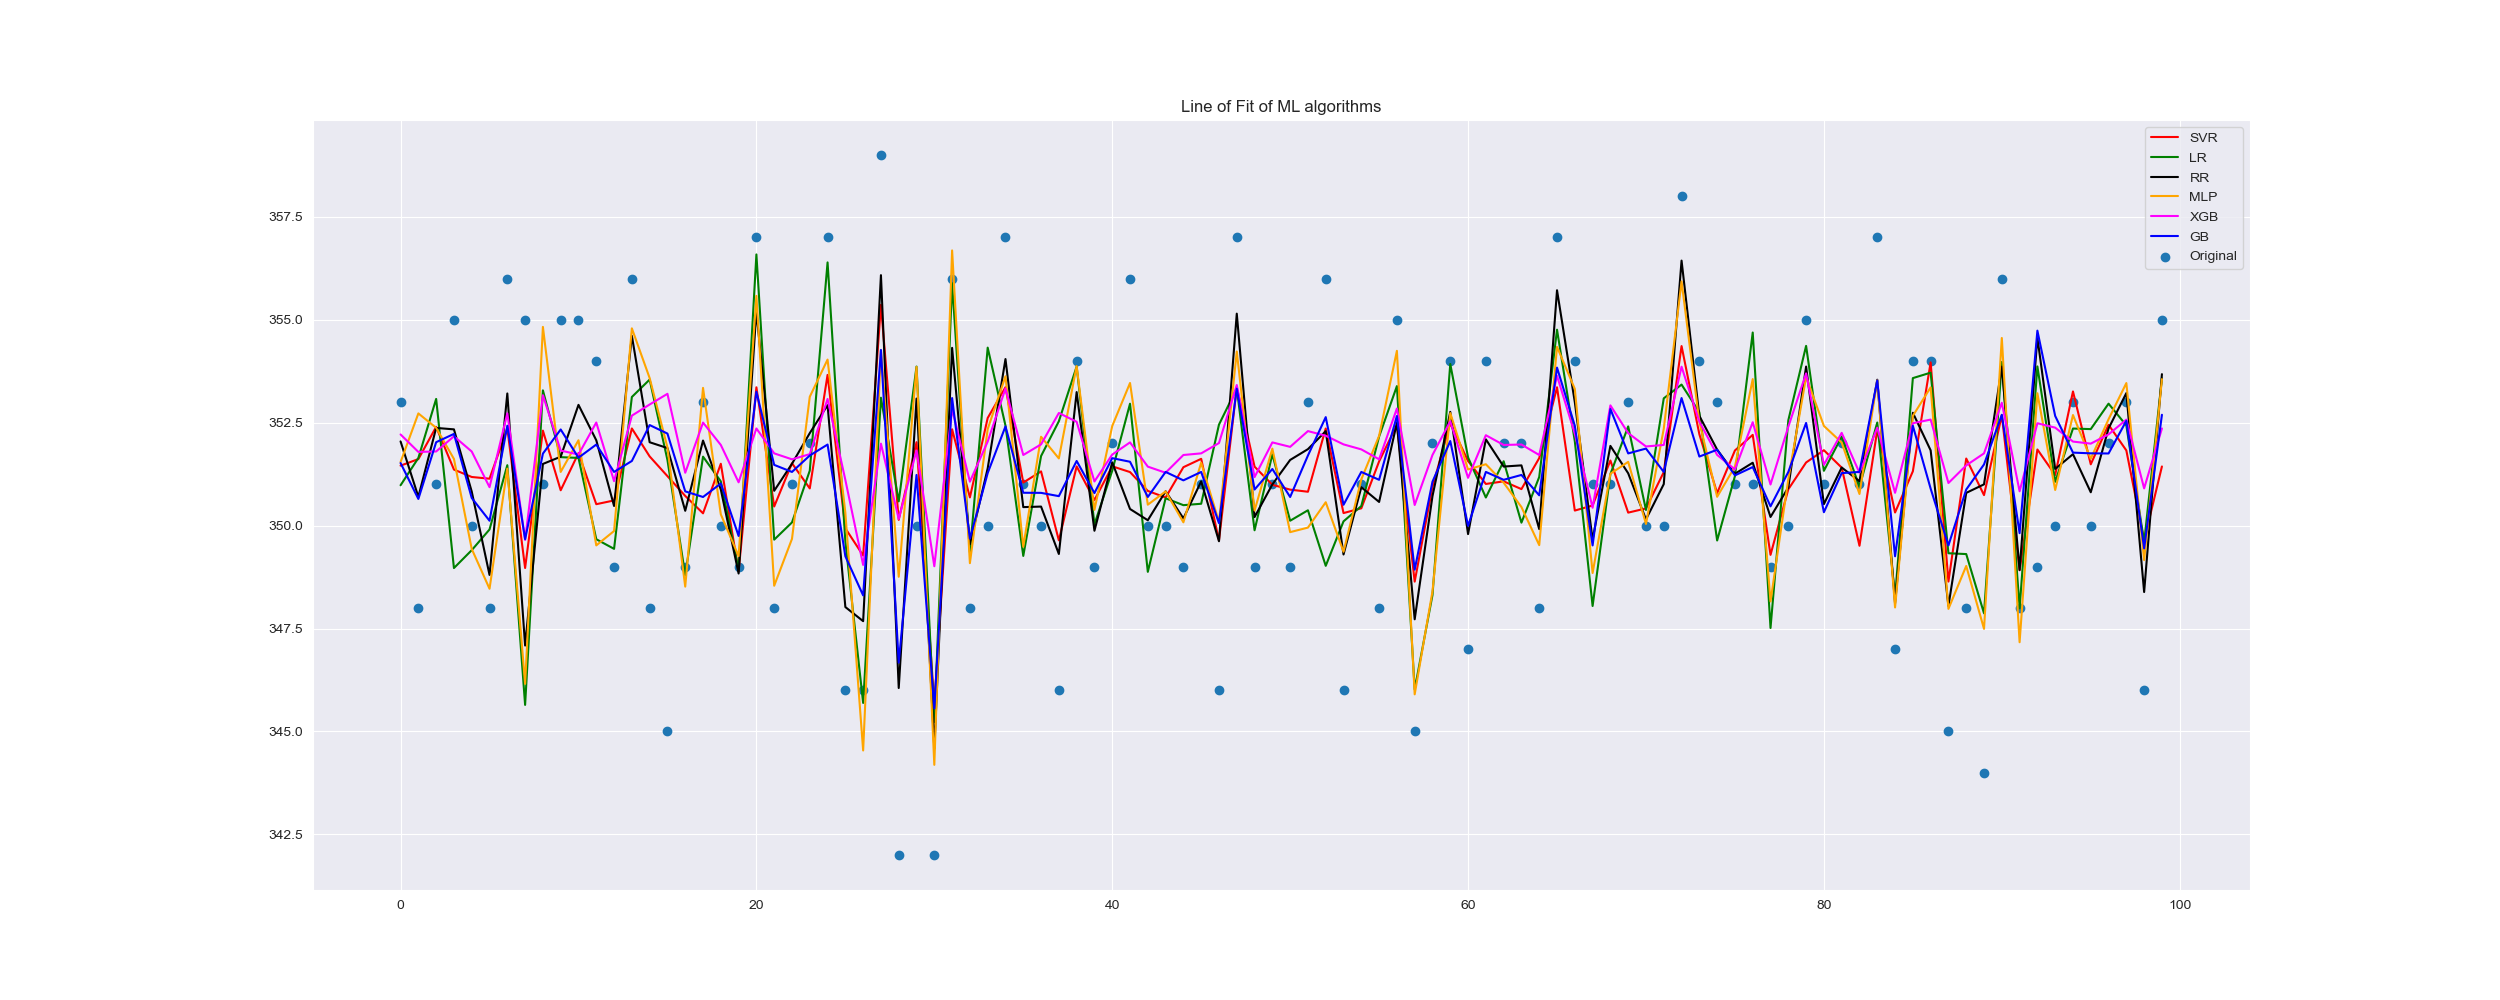 Line of Fit of ML algorithms
SVR
LR
RR
MLP
XGB
GB
Original
357.5
355.0
352.5
350.0
347.5
345.0
342.5
0 20 40 60 80 100